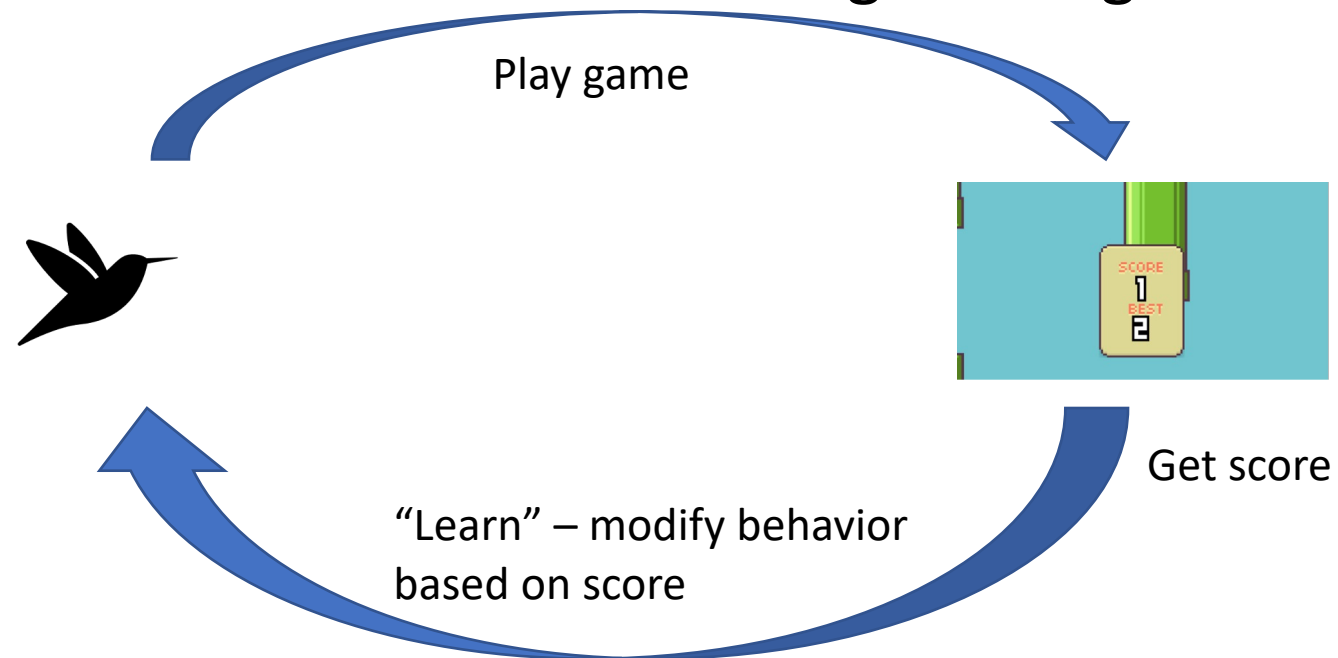 Play game
SCORE
1
BEST
2
Get score
“Learn” – modify behavior
based on score